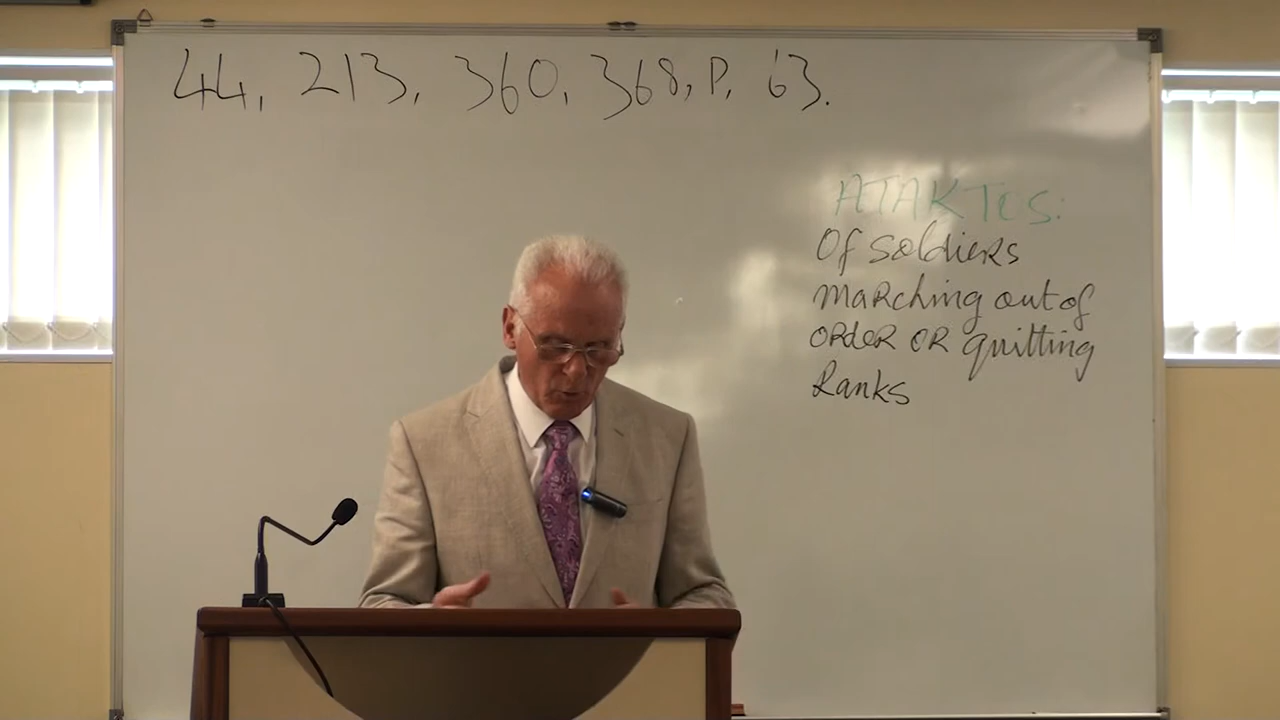 44, 213, 360, 368, P. 63.
ATAKTOS:
Of soldiers
marching out of
order or quitting
Ranks